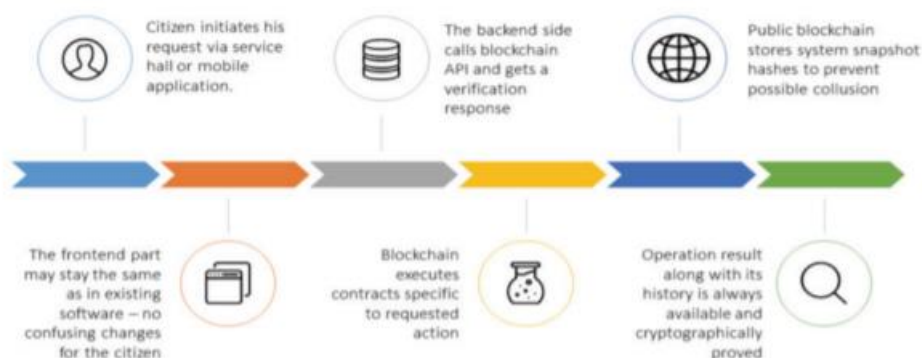 Citizen initiates his
request via service
hall or mobile
application.
The frontend part
may stay the same
as in existing
software – no
confusing changes
for the citizen
The backend side
calls blockchain
API and gets a
verification
response
Blockchain
executes
contracts specific
to requested
action
Public blockchain
stores system snapshot
hashes to prevent
possible collusion
Operation result
along with its
history is always
available and
cryptographically
proved